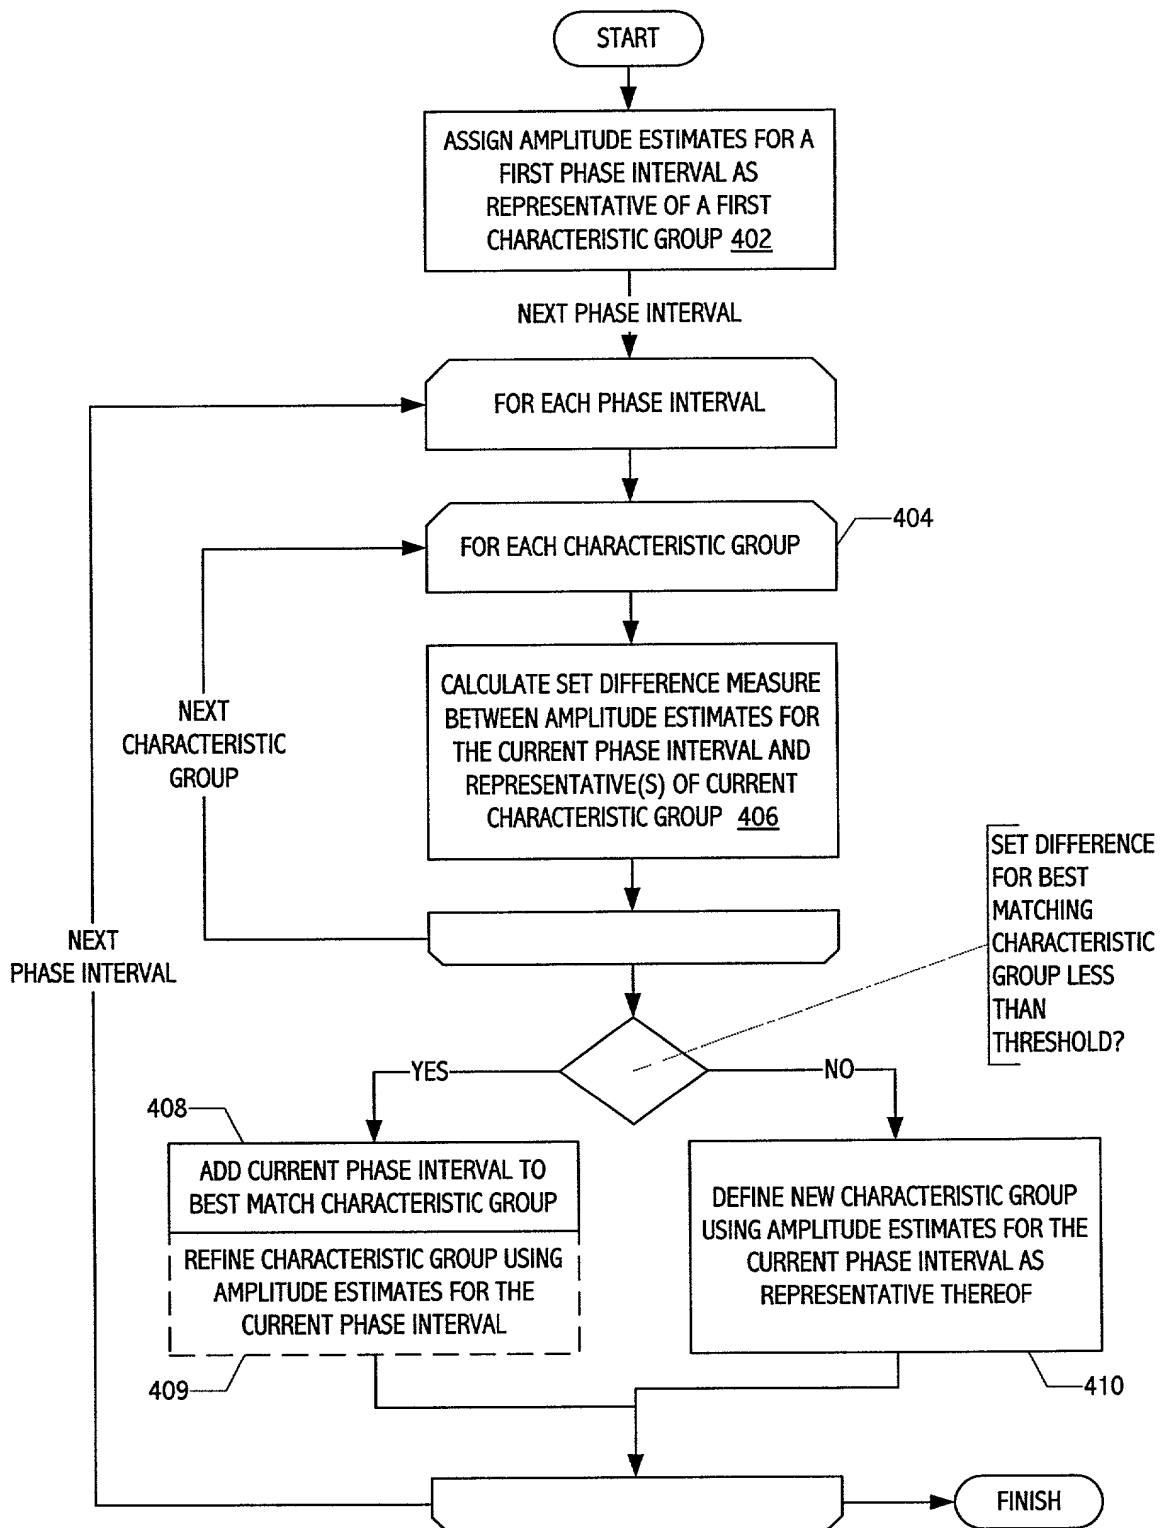 START
ASSIGN AMPLITUDE ESTIMATES FOR A
FIRST PHASE INTERVAL AS
REPRESENTATIVE OF A FIRST
CHARACTERISTIC GROUP 402
NEXT PHASE INTERVAL
FOR EACH PHASE INTERVAL
404
FOR EACH CHARACTERISTIC GROUP
CALCULATE SET DIFFERENCE MEASURE
BETWEEN AMPLITUDE ESTIMATES FOR
THE CURRENT PHASE INTERVAL AND
REPRESENTATIVE(S) OF CURRENT
CHARACTERISTIC GROUP 406
NEXT
CHARACTERISTIC
GROUP
SET DIFFERENCE
FOR BEST
MATCHING
CHARACTERISTIC
GROUP LESS
THAN
THRESHOLD?
NEXT
PHASE INTERVAL
YES
NO
408
ADD CURRENT PHASE INTERVAL TO
BEST MATCH CHARACTERISTIC GROUP
REFINE CHARACTERISTIC GROUP USING
AMPLITUDE ESTIMATES FOR THE
CURRENT PHASE INTERVAL
409
DEFINE NEW CHARACTERISTIC GROUP
USING AMPLITUDE ESTIMATES FOR THE
CURRENT PHASE INTERVAL AS
REPRESENTATIVE THEREOF
410
FINISH